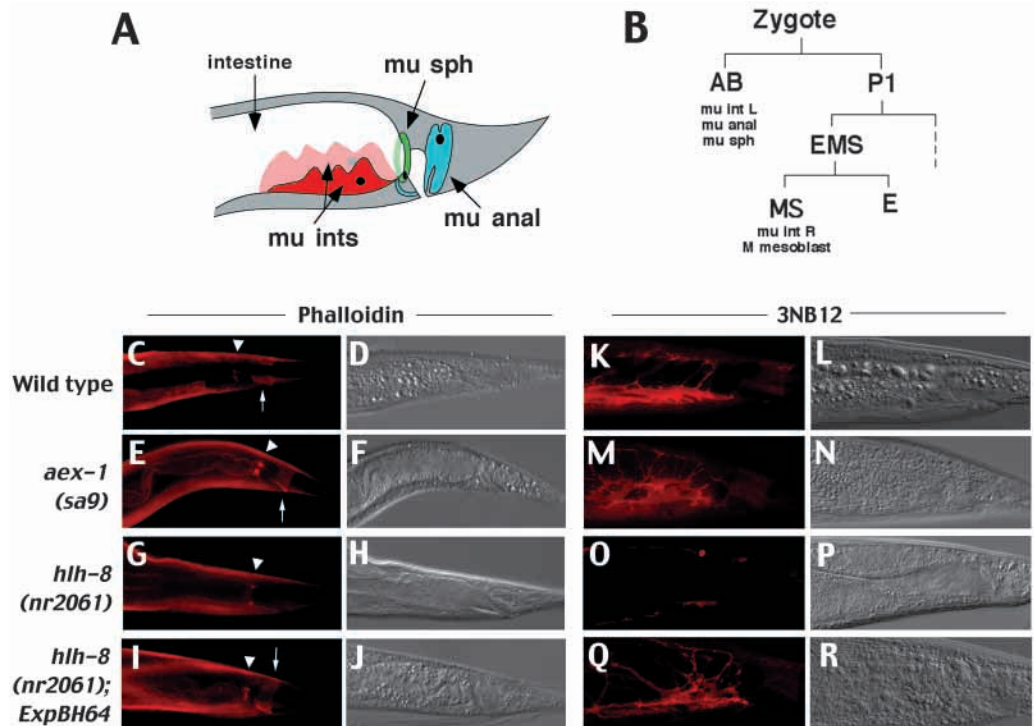 A
intestine
mu sph
mu ints
mu anal
B
Zygote
AB
P1
mu int L
mu anal
mu sph
EMS
MS
E
mu int R
M mesoblast
Phalloidin
3NB12
Wild type
C
D
K
L
aex-1
(sa9)
E
F
M
N
hlh-8
(nr2061)
G
H
O
P
hlh-8
(nr2061);
ExpBH64
I
J
Q
R